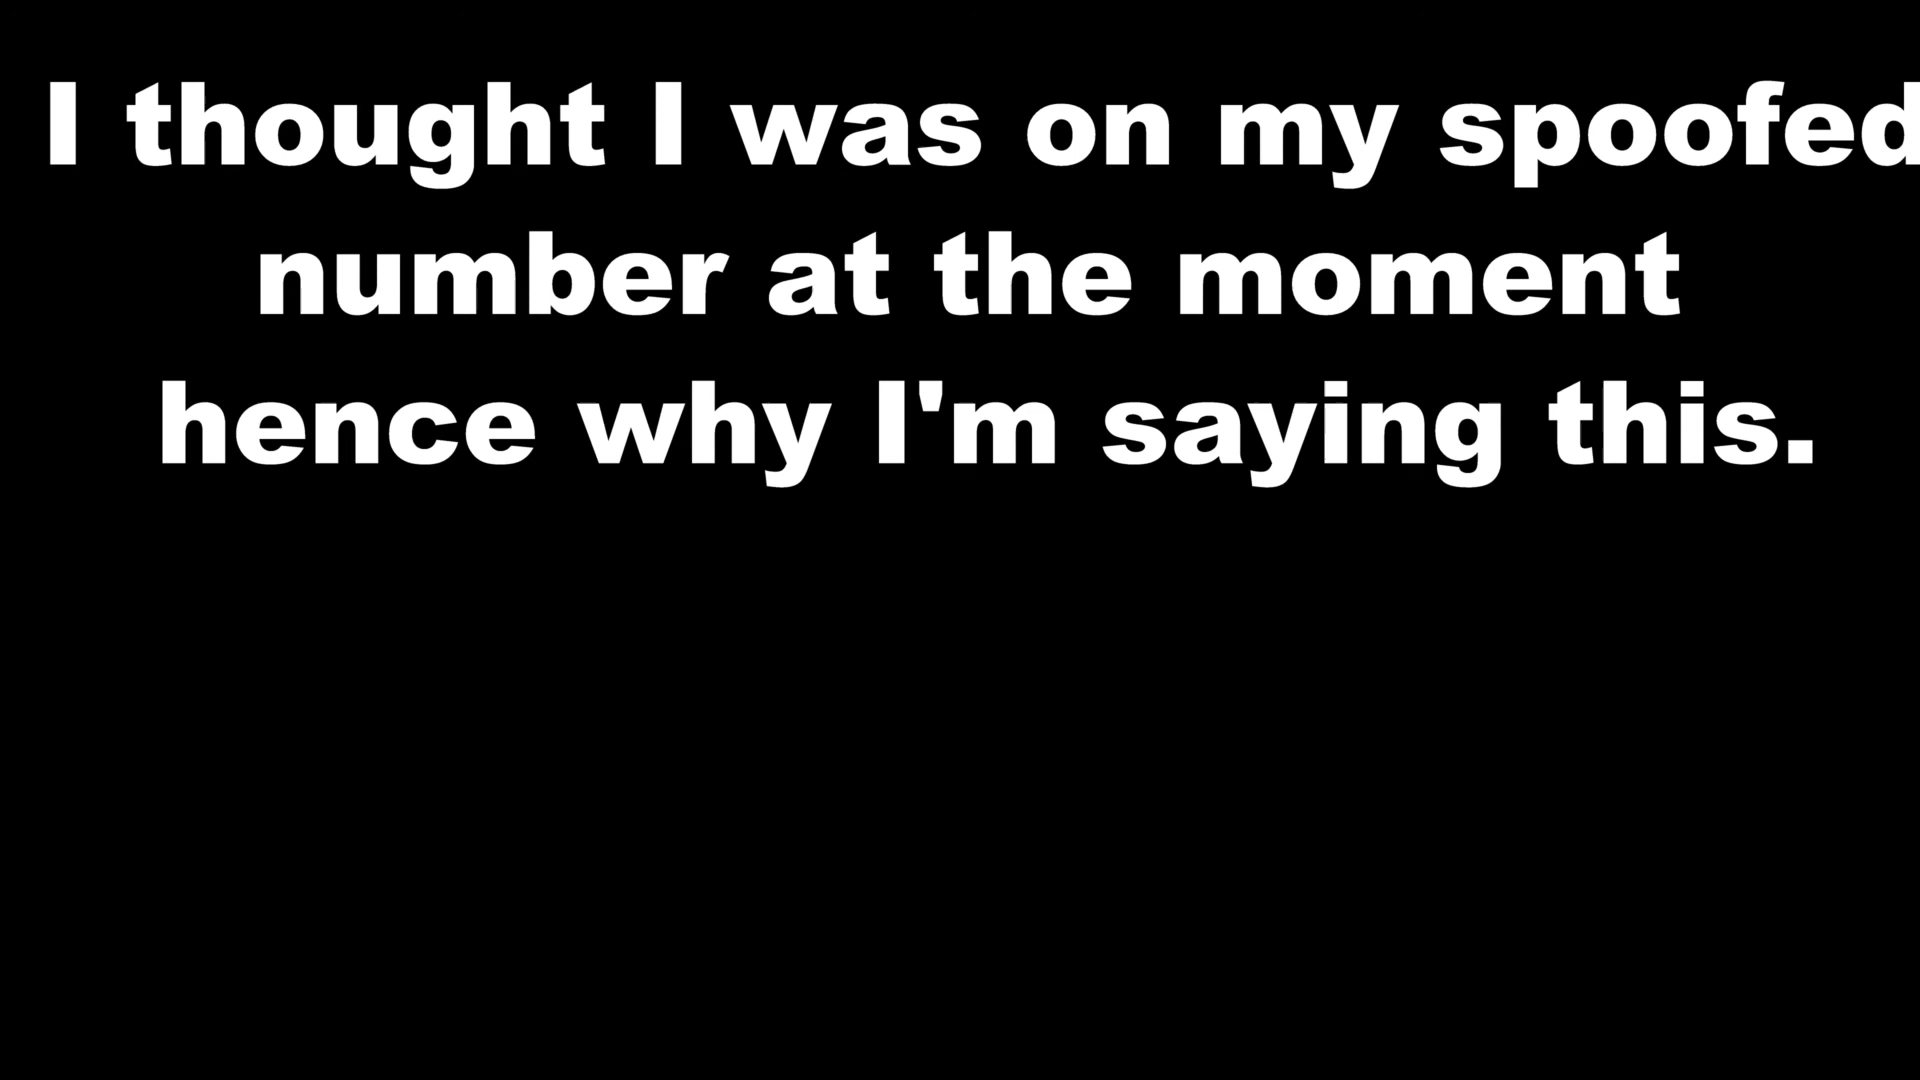 I thought I was on my spoofed
number at the moment
hence why I'm saying this.